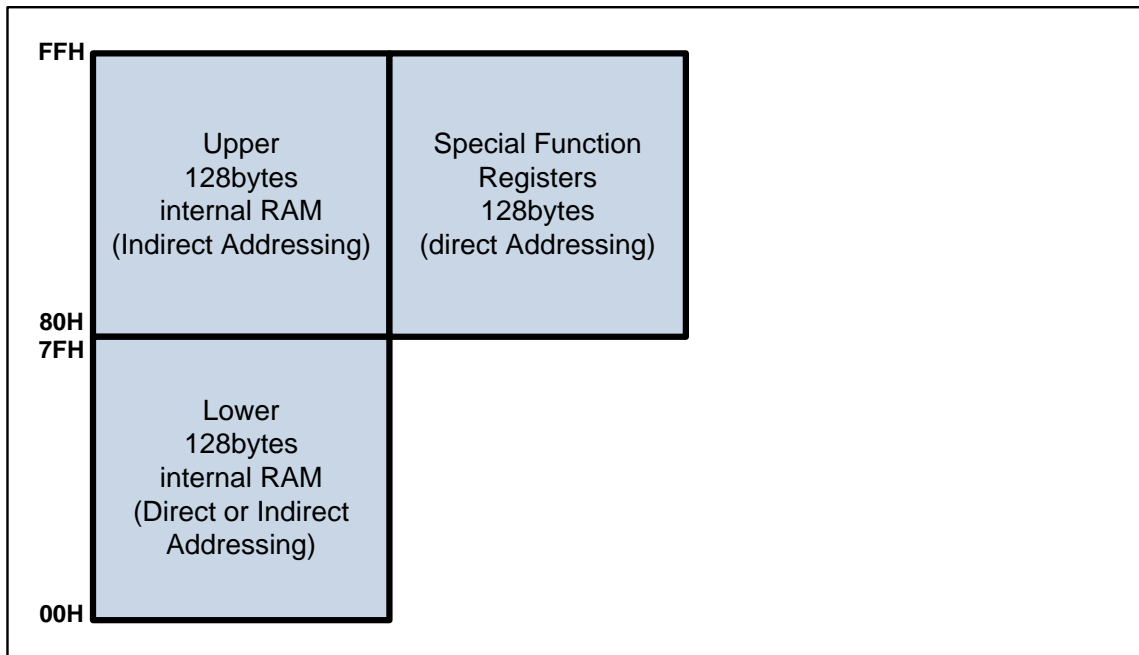 FFH
Upper
128bytes
internal RAM
(Indirect Addressing)
Special Function
Registers
128bytes
(direct Addressing)
80H
7FH
Lower
128bytes
internal RAM
(Direct or Indirect
Addressing)
00H